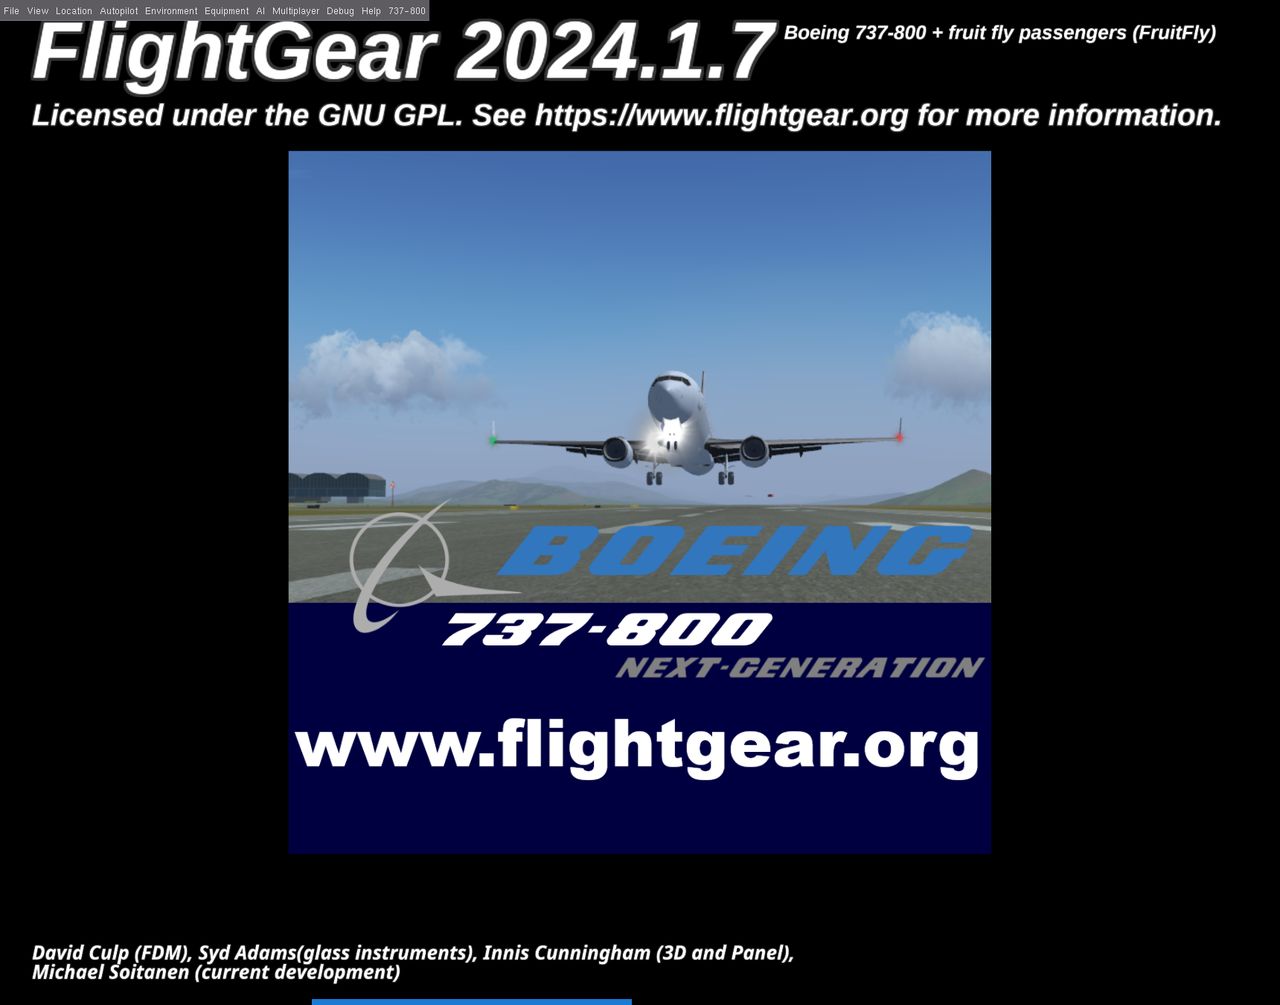 File View Location Autopilot Environment Equipment AI Multiplayer Debug Help 737-800
FlightGear 2024.1.7
Boeing 737-800 + fruit fly passengers (FruitFly)
Licensed under the GNU GPL. See https://www.flightgear.org for more information.
BOEING
737-800
NEXT-GENERATION
www.flightgear.org
David Culp (FDM), Syd Adams(glass instruments), Innis Cunningham (3D and Panel),
Michael Soitanen (current development)